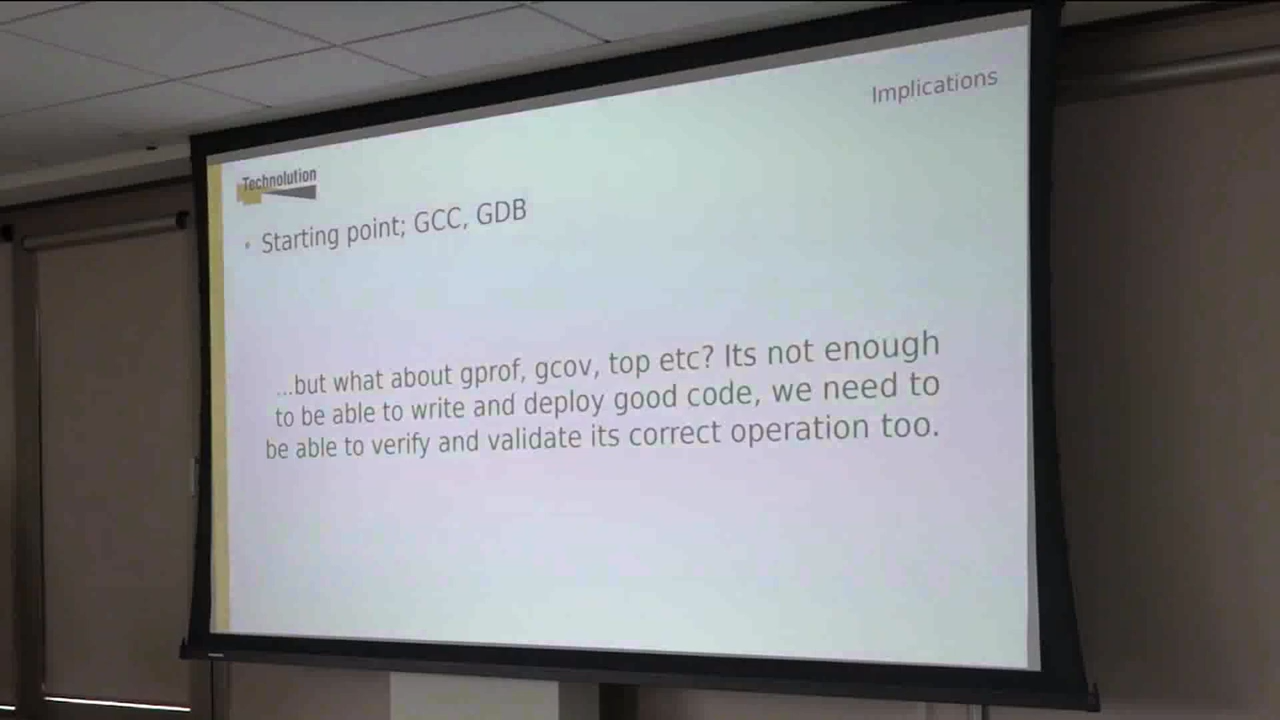 Implications
Technolution
• Starting point; GCC, GDB
...but what about gprof, gcov, top etc? Its not enough
to be able to write and deploy good code, we need to
be able to verify and validate its correct operation too.